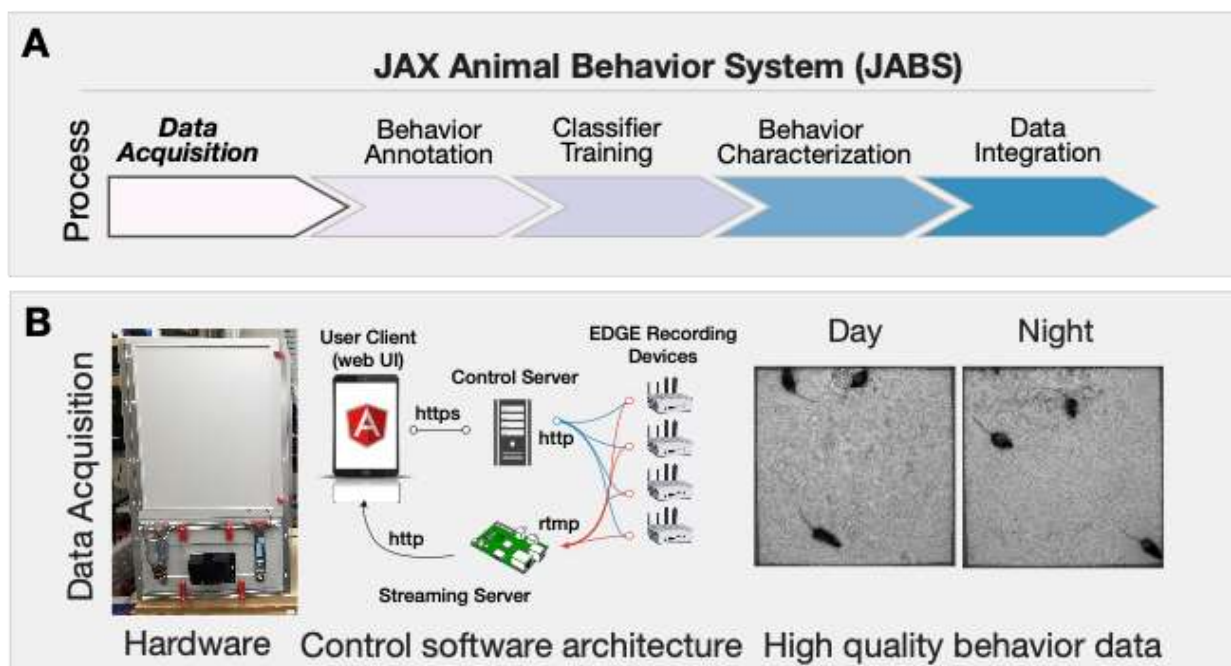 A
JAX Animal Behavior System (JABS)
Process
Data
Acquisition
Behavior
Annotation
Classifier
Training
Behavior
Characterization
Data
Integration
B
Data Acquisition
User Client
(web UI)
A
https
Control Server
http
EDGE Recording
Devices
rtmp
http
Streaming Server
Day
Night
Hardware
Control software architecture
High quality behavior data